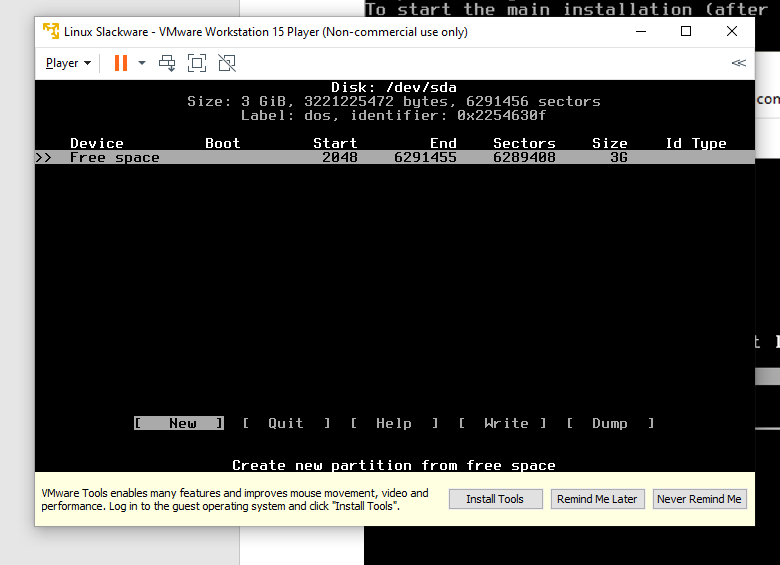 To start the main installation (after
Linux Slackware - VMware Workstation 15 Player (Non-commercial use only)
Player
con
Disk: /dev/sda
Size: 3 GiB, 3221225472 bytes, 6291456 sectors
Label: dos, identifier: 0x2254630f
Device Boot Start End Sectors Size Id Type
>> Free space 2048 6291455 6289408 3G
[ New ] [ Quit ] [ Help ] [ Write ] [ Dump ]
Create new partition from free space
VMware Tools enables many features and improves mouse movement, video and
performance. Log in to the guest operating system and click "Install Tools".
Install Tools Remind Me Later Never Remind Me